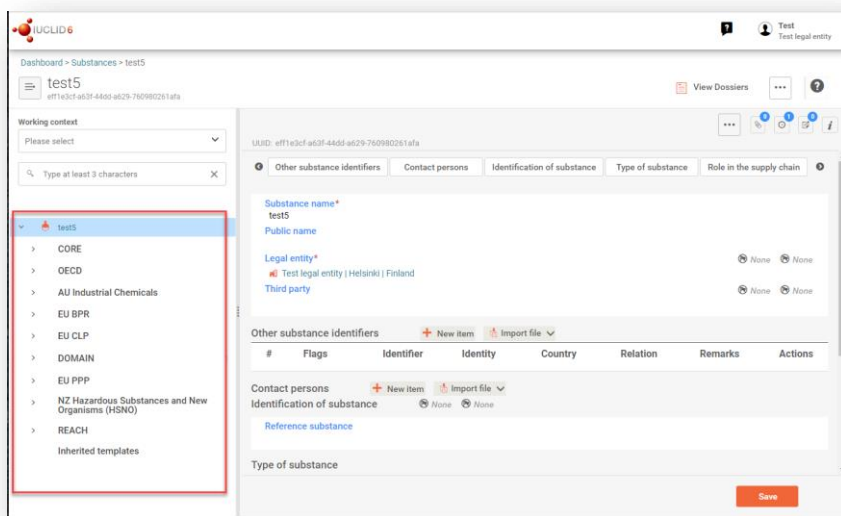 IUCLID 6
Test
Test legal entity
Dashboard > Substances > test5
test5
eff1e3cf-a63f-44dd-a629-760980261afa
View Dossiers
Working context
Please select
Type at least 3 characters
test5
CORE
OECD
AU Industrial Chemicals
EU BPR
EU CLP
DOMAIN
EU PPP
NZ Hazardous Substances and New
Organisms (HSNO)
REACH
Inherited templates
0 1 0
UUID: eff1e3cf-a63f-44dd-a629-760980261afa
Other substance identifiers Contact persons Identification of substance Type of substance Role in the supply chain
Substance name*
test5
Public name
Legal entity* None None
Test legal entity | Helsinki | Finland
Third party None None
Other substance identifiers New item Import file
# Flags Identifier Identity Country Relation Remarks Actions
Contact persons New item Import file
Identification of substance None None
Reference substance
Type of substance
Save